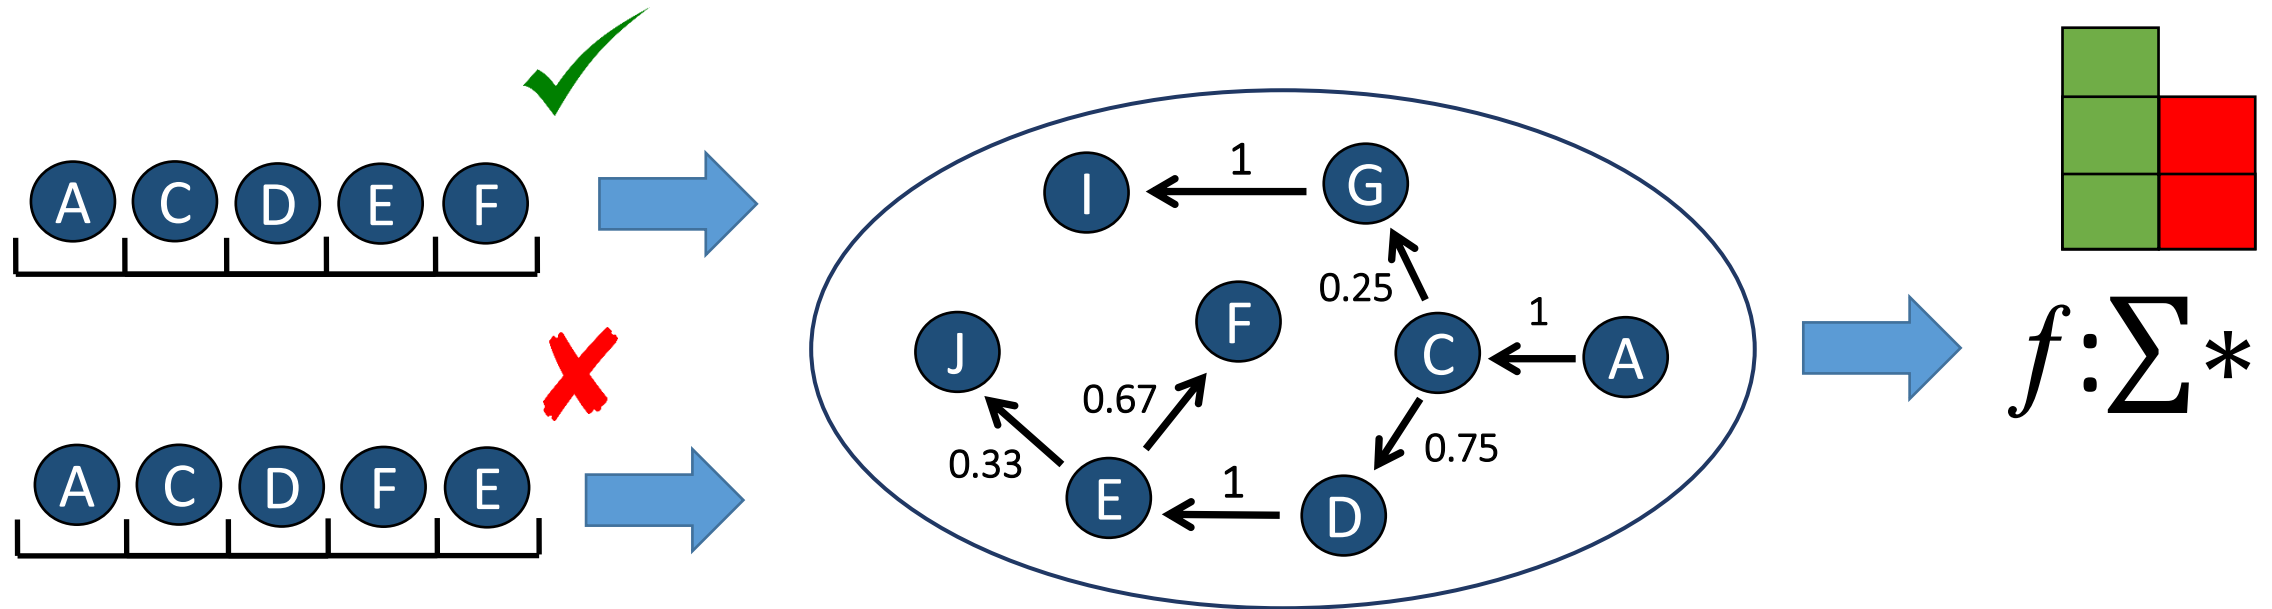 A C D E F
A C D F E
1
I G
0.25
J F C 1 A
0.67
0.33 0.75
E 1 D
f:∑*